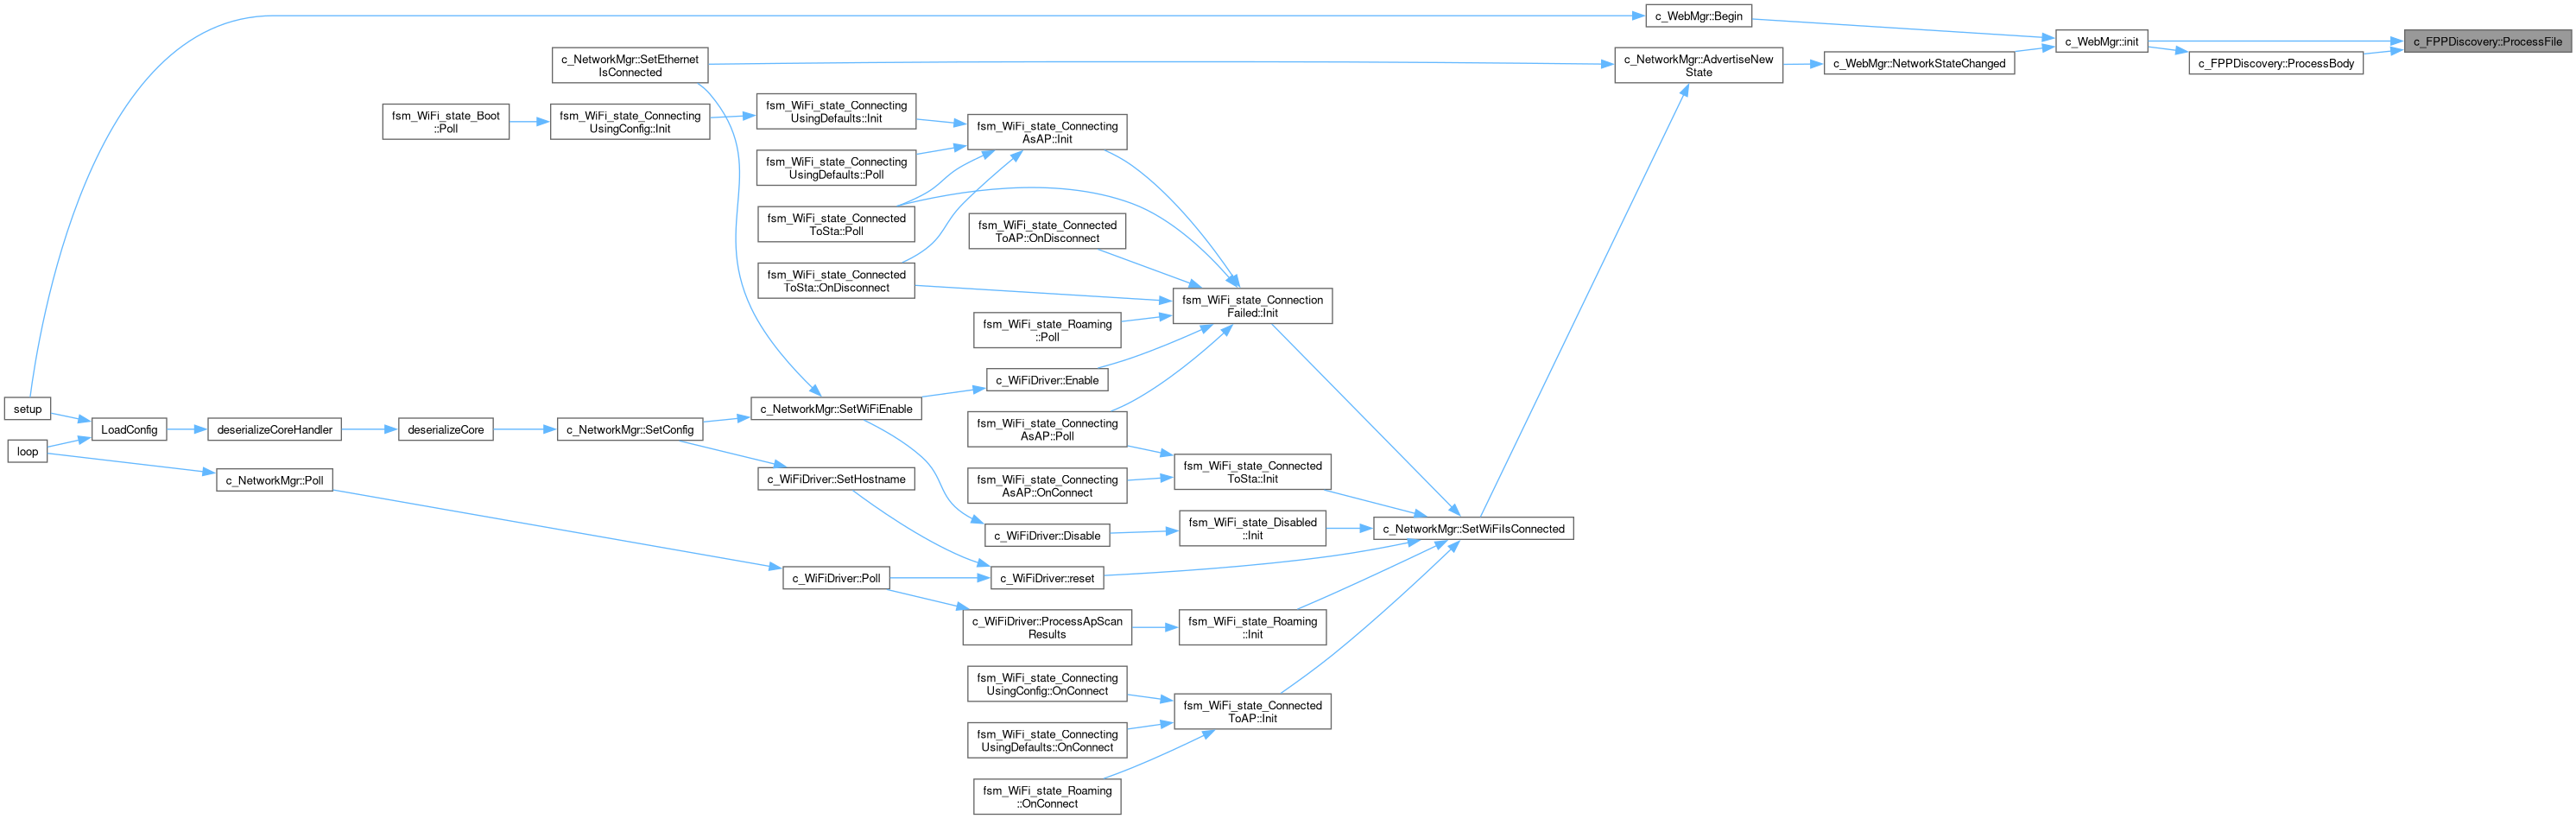 c_WebMgr::Begin
c_WebMgr::init
c_FPPDiscovery::ProcessFile
c_NetworkMgr::SetEthernet
IsConnected
c_NetworkMgr::AdvertiseNew
State
c_WebMgr::NetworkStateChanged
c_FPPDiscovery::ProcessBody
fsm_WiFi_state_Boot
::Poll
fsm_WiFi_state_Connecting
UsingConfig::Init
fsm_WiFi_state_Connecting
UsingDefaults::Init
fsm_WiFi_state_Connecting
AsAP::Init
fsm_WiFi_state_Connecting
UsingDefaults::Poll
fsm_WiFi_state_Connected
ToSta::Poll
fsm_WiFi_state_Connected
ToAP::OnDisconnect
fsm_WiFi_state_Connected
ToSta::OnDisconnect
fsm_WiFi_state_Connection
Failed::Init
fsm_WiFi_state_Roaming
::Poll
c_WiFiDriver::Enable
setup
LoadConfig
deserializeCoreHandler
deserializeCore
c_NetworkMgr::SetConfig
c_NetworkMgr::SetWiFiEnable
fsm_WiFi_state_Connecting
AsAP::Poll
loop
c_NetworkMgr::Poll
c_WiFiDriver::SetHostname
fsm_WiFi_state_Connecting
AsAP::OnConnect
fsm_WiFi_state_Connected
ToSta::Init
c_WiFiDriver::Disable
fsm_WiFi_state_Disabled
::Init
c_NetworkMgr::SetWiFiIsConnected
c_WiFiDriver::Poll
c_WiFiDriver::reset
c_WiFiDriver::ProcessApScan
Results
fsm_WiFi_state_Roaming
::Init
fsm_WiFi_state_Connecting
UsingConfig::OnConnect
fsm_WiFi_state_Connected
ToAP::Init
fsm_WiFi_state_Connecting
UsingDefaults::OnConnect
fsm_WiFi_state_Roaming
::OnConnect